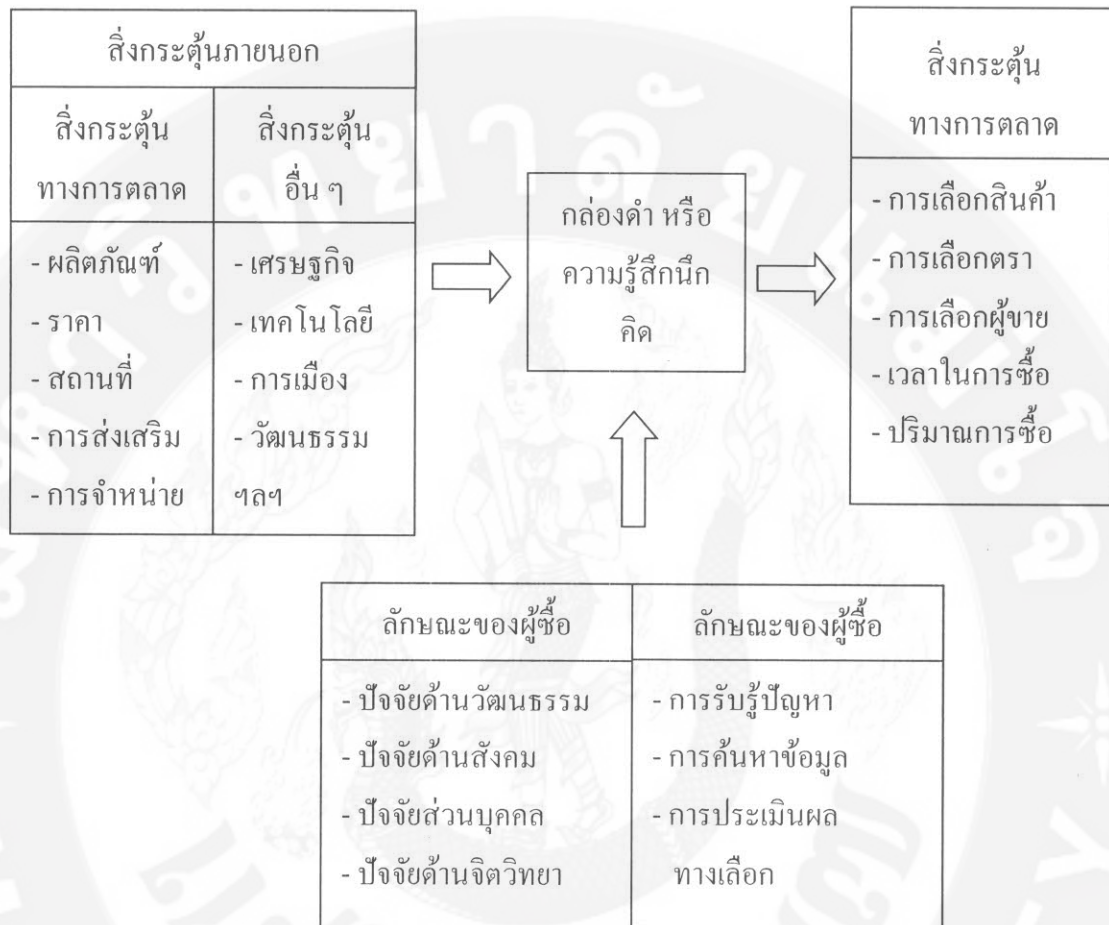 สิ่งกระตุ้นภายนอก
สิ่งกระตุ้น
ทางการตลาด
สิ่งกระตุ้น
อื่น ๆ
- ผลิตภัณฑ์
- ราคา
- สถานที่
- การส่งเสริม
- การจำหน่าย
- เศรษฐกิจ
- เทคโนโลยี
- การเมือง
- วัฒนธรรม
ฯลฯ
กล่องดำ หรือ
ความรู้สึกนึก
คิด
สิ่งกระตุ้น
ทางการตลาด
- การเลือกสินค้า
- การเลือกตรา
- การเลือกผู้ขาย
- เวลาในการซื้อ
- ปริมาณการซื้อ
ลักษณะของผู้ซื้อ
- ปัจจัยด้านวัฒนธรรม
- ปัจจัยด้านสังคม
- ปัจจัยส่วนบุคคล
- ปัจจัยด้านจิตวิทยา
ลักษณะของผู้ซื้อ
- การรับรู้ปัญหา
- การค้นหาข้อมูล
- การประเมินผล
ทางเลือก